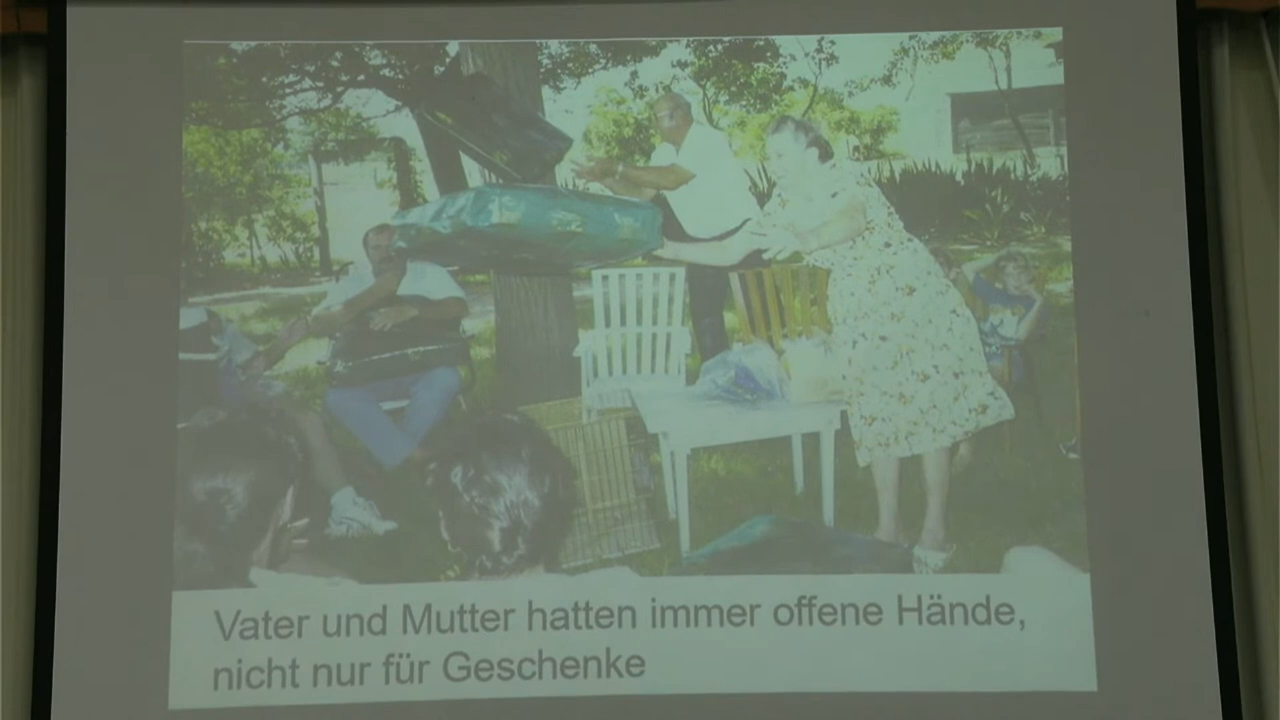 Vater und Mutter hatten immer offene Hände,
nicht nur für Geschenke